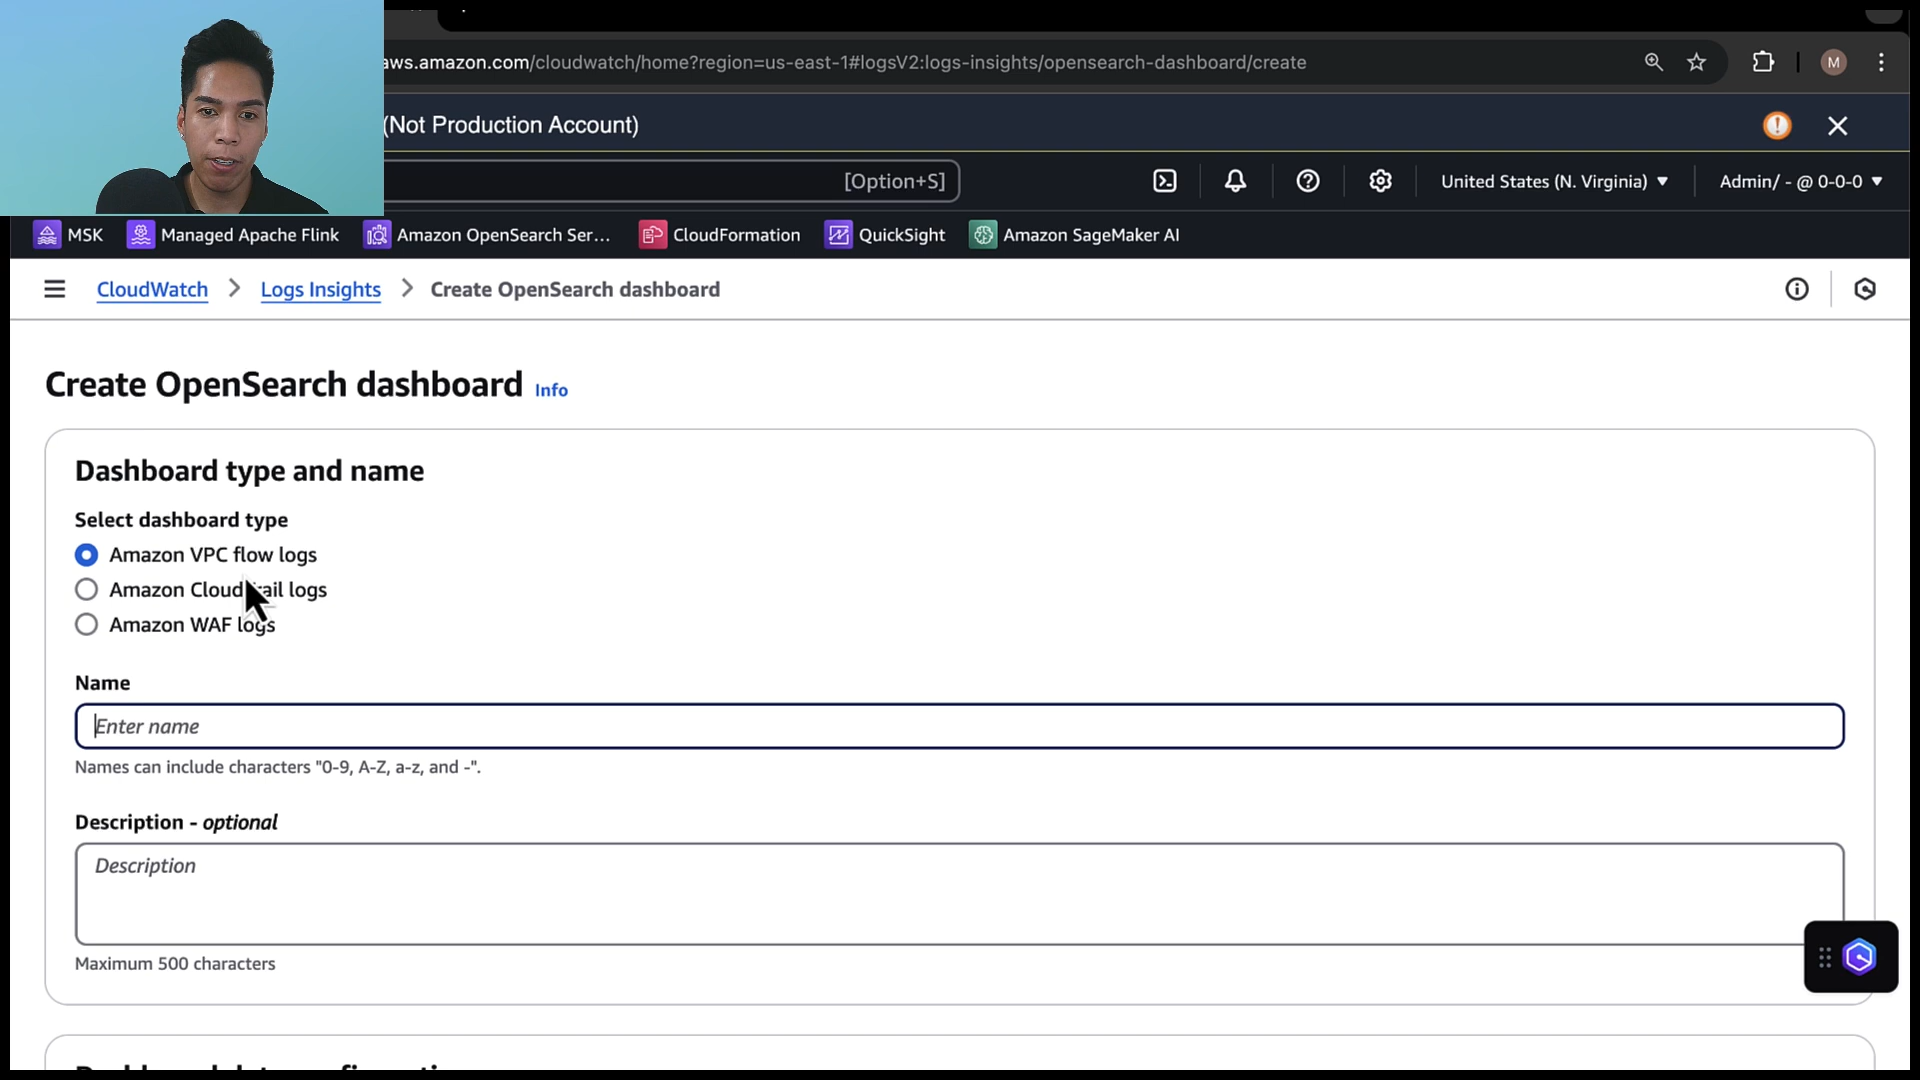 aws.amazon.com/cloudwatch/home?region=us-east-1#logsV2:logs-insights/opensearch-dashboard/create
M
(Not Production Account)
[Option+S]
United States (N. Virginia)
Admin/ - @ 0-0-0
MSK
Managed Apache Flink
Amazon OpenSearch Ser...
CloudFormation
QuickSight
Amazon SageMaker AI
CloudWatch > Logs Insights > Create OpenSearch dashboard
Create OpenSearch dashboard Info
Dashboard type and name
Select dashboard type
Amazon VPC flow logs
Amazon CloudTrail logs
Amazon WAF logs
Name
Enter name
Names can include characters "0-9, A-Z, a-z, and -".
Description - optional
Description
Maximum 500 characters